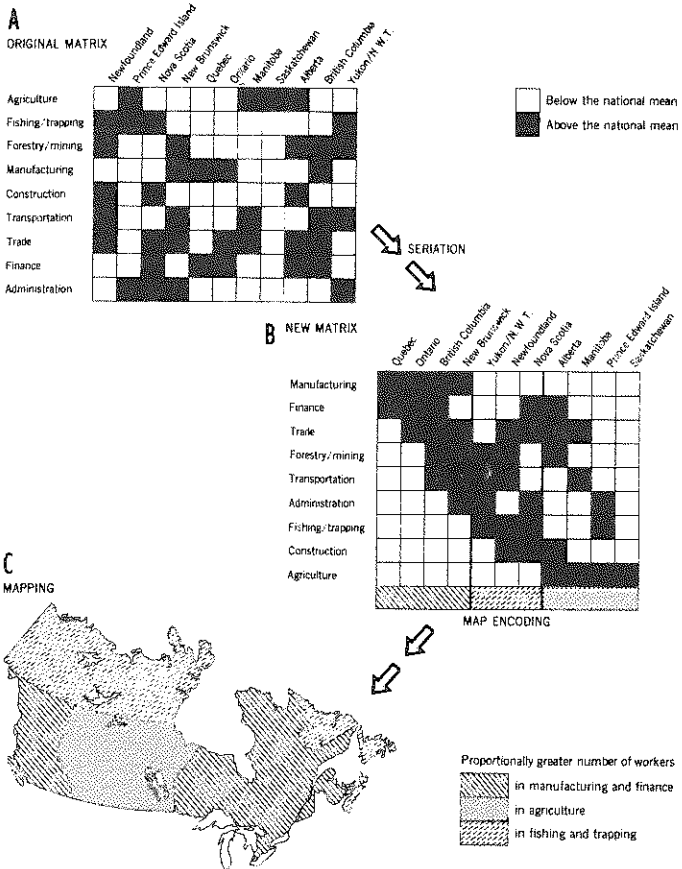 A
ORIGINAL MATRIX
Newfoundland
Prince Edward Island
Nova Scotia
New Brunswick
Quebec
Ontario
Manitoba
Saskatchewan
Alberta
British Columbia
Yukon/N.W.T.
Agriculture
Fishing/trapping
Forestry/mining
Manufacturing
Construction
Transportation
Trade
Finance
Administration
Below the national mean
Above the national mean
SERIATION
B NEW MATRIX
Quebec
Ontario
British Columbia
New Brunswick
Yukon/N.W.T.
Newfoundland
Nova Scotia
Alberta
Manitoba
Prince Edward Island
Saskatchewan
Manufacturing
Finance
Trade
Forestry/mining
Transportation
Administration
Fishing/trapping
Construction
Agriculture
MAP ENCODING
C
MAPPING
Proportionally greater number of workers
in manufacturing and finance
in agriculture
in fishing and trapping